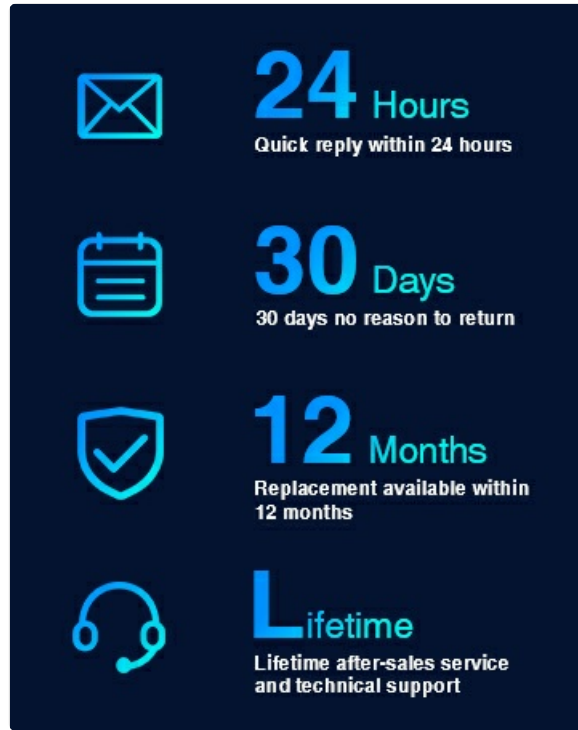 24 Hours
Quick reply within 24 hours
30 Days
30 days no reason to return
12 Months
Replacement available within
12 months
Lifetime
Lifetime after-sales service
and technical support